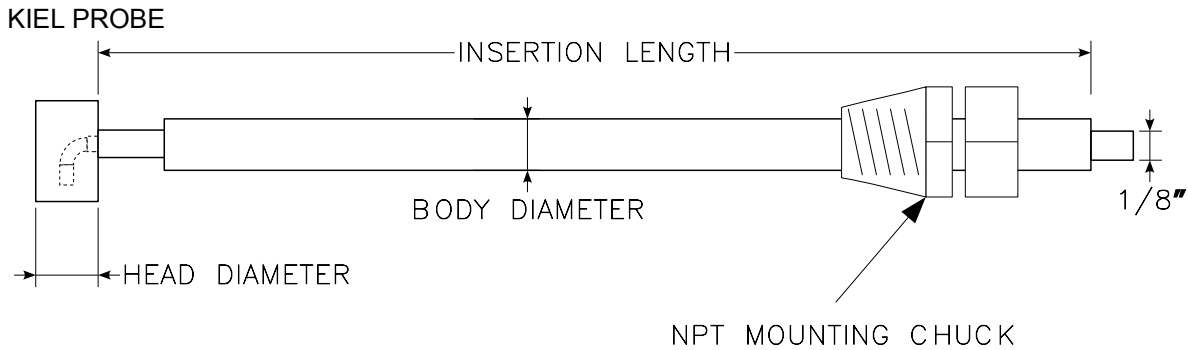 KIEL PROBE
INSERTION LENGTH
BODY DIAMETER
1/8"
HEAD DIAMETER
NPT MOUNTING CHUCK